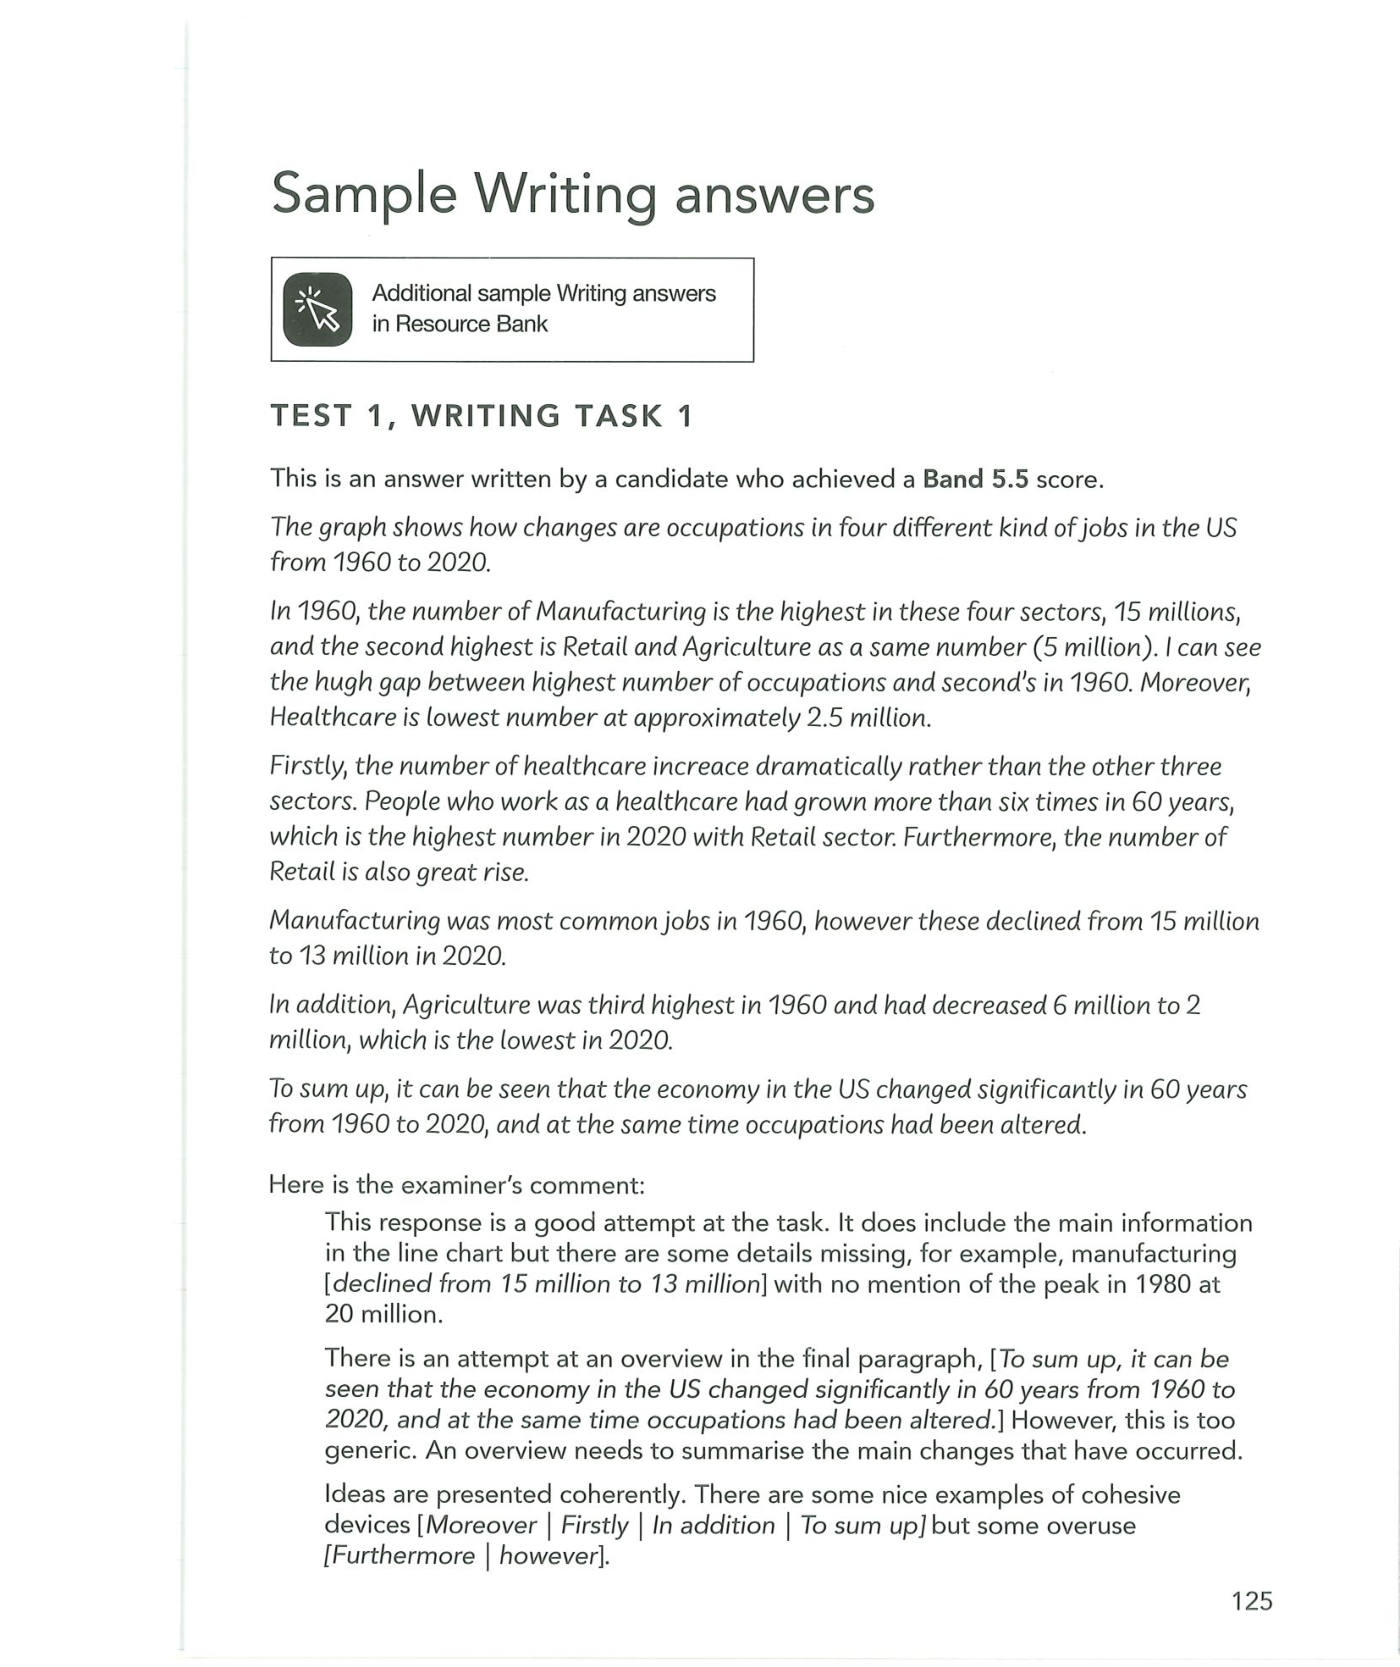 Sample Writing answers
Additional sample Writing answers
in Resource Bank
TEST 1, WRITING TASK 1
This is an answer written by a candidate who achieved a Band 5.5 score.
The graph shows how changes are occupations in four different kind of jobs in the US
from 1960 to 2020.
In 1960, the number of Manufacturing is the highest in these four sectors, 15 millions,
and the second highest is Retail and Agriculture as a same number (5 million). I can see
the hugh gap between highest number of occupations and second's in 1960. Moreover,
Healthcare is lowest number at approximately 2.5 million.
Firstly, the number of healthcare increace dramatically rather than the other three
sectors. People who work as a healthcare had grown more than six times in 60 years,
which is the highest number in 2020 with Retail sector. Furthermore, the number of
Retail is also great rise.
Manufacturing was most common jobs in 1960, however these declined from 15 million
to 13 million in 2020.
In addition, Agriculture was third highest in 1960 and had decreased 6 million to 2
million, which is the lowest in 2020.
To sum up, it can be seen that the economy in the US changed significantly in 60 years
from 1960 to 2020, and at the same time occupations had been altered.
Here is the examiner's comment:
This response is a good attempt at the task. It does include the main information
in the line chart but there are some details missing, for example, manufacturing
[declined from 15 million to 13 million] with no mention of the peak in 1980 at
20 million.
There is an attempt at an overview in the final paragraph, [To sum up, it can be
seen that the economy in the US changed significantly in 60 years from 1960 to
2020, and at the same time occupations had been altered.] However, this is too
generic. An overview needs to summarise the main changes that have occurred.
Ideas are presented coherently. There are some nice examples of cohesive
devices [Moreover | Firstly | In addition | To sum up] but some overuse
[Furthermore | however].
125